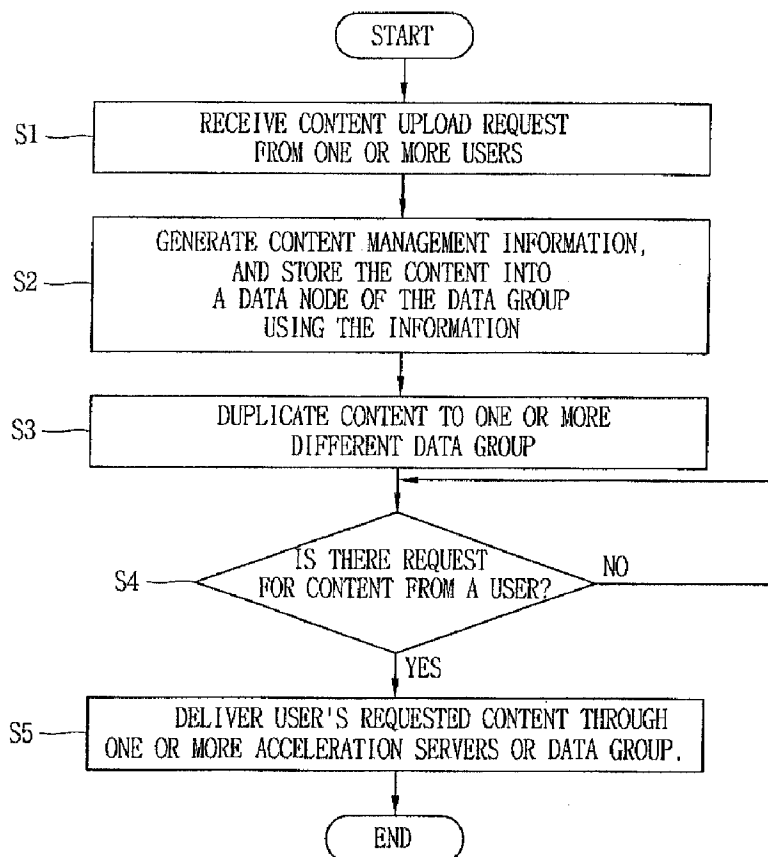 START
S1
RECEIVE CONTENT UPLOAD REQUEST
FROM ONE OR MORE USERS
S2
GENERATE CONTENT MANAGEMENT INFORMATION,
AND STORE THE CONTENT INTO
A DATA NODE OF THE DATA GROUP
USING THE INFORMATION
S3
DUPLICATE CONTENT TO ONE OR MORE
DIFFERENT DATA GROUP
S4
IS THERE REQUEST
FOR CONTENT FROM A USER?
NO
YES
S5
DELIVER USER'S REQUESTED CONTENT THROUGH
ONE OR MORE ACCELERATION SERVERS OR DATA GROUP.
END